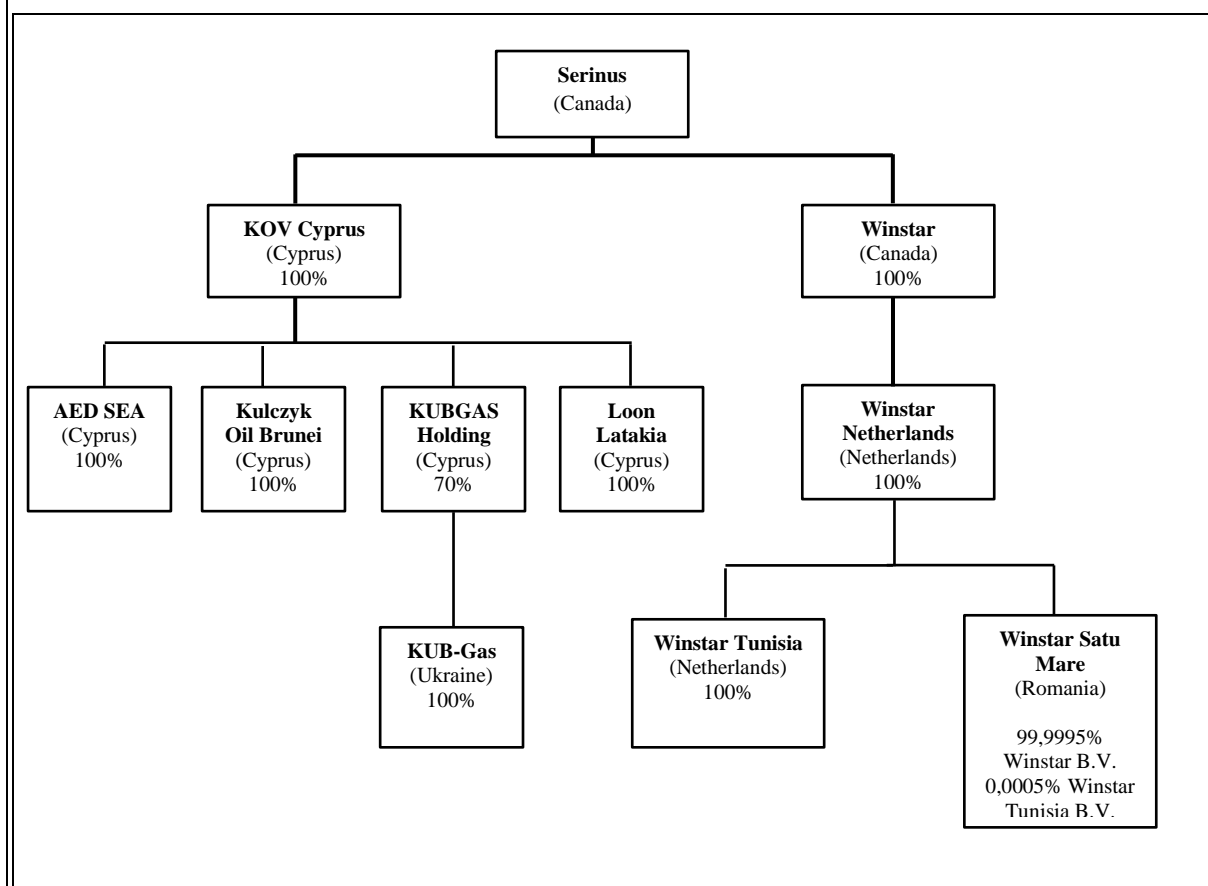 Serinus
(Canada)
KOV Cyprus
(Cyprus)
100%
Winstar
(Canada)
100%
AED SEA
(Cyprus)
100%
Kulczyk
Oil Brunei
(Cyprus)
100%
KUBGAS
Holding
(Cyprus)
70%
Loon
Latakia
(Cyprus)
100%
Winstar
Netherlands
(Netherlands)
100%
KUB-Gas
(Ukraine)
100%
Winstar Tunisia
(Netherlands)
100%
Winstar Satu
Mare
(Romania)
99,9995%
Winstar B.V.
0,0005% Winstar
Tunisia B.V.